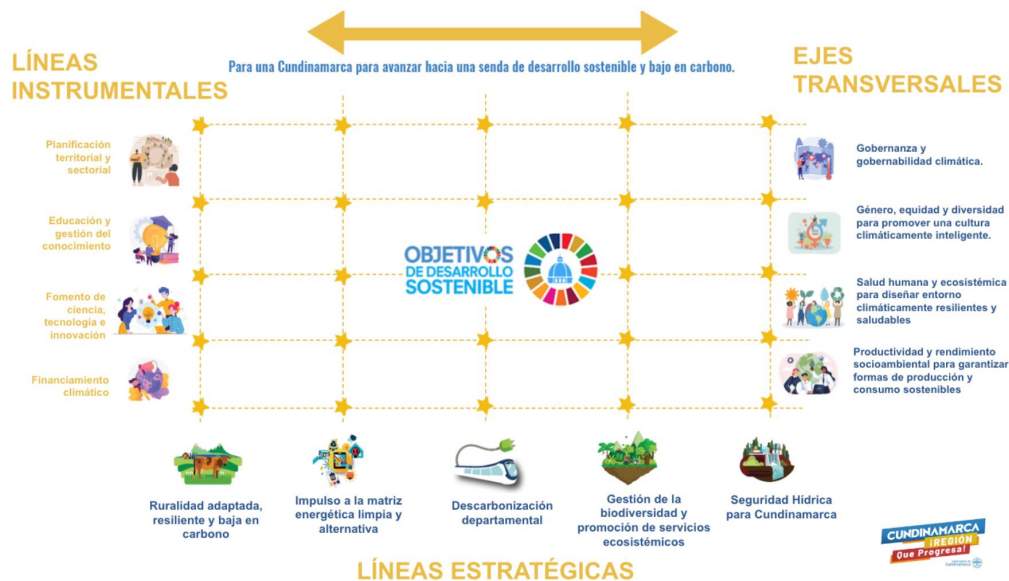 LÍNEAS
INSTRUMENTALES
Para una Cundinamarca para avanzar hacia una senda de desarrollo sostenible y bajo en carbono.
EJES
TRANSVERSALES
Planificación
territorial y
sectorial
Educación y
gestión del
conocimiento
Fomento de
ciencia,
tecnología e
innovación
Financiamiento
climático
OBJETIVOS
DE DESARROLLO
SOSTENIBLE
Gobernanza y
gobernabilidad climática.
Género, equidad y diversidad
para promover una cultura
climáticamente inteligente.
Salud humana y ecosistémica
para diseñar entorno
climáticamente resilientes y
saludables
Productividad y rendimiento
socioambiental para garantizar
formas de producción y
consumo sostenibles
Ruralidad adaptada,
resiliente y baja en
carbono
Impulso a la matriz
energética limpia y
alternativa
Descarbonización
departamental
Gestión de la
biodiversidad y
promoción de servicios
ecosistémicos
Seguridad Hídrica
para Cundinamarca
LÍNEAS ESTRATÉGICAS
CUNDINAMARCA
¡REGIÓN
Que Progresa!